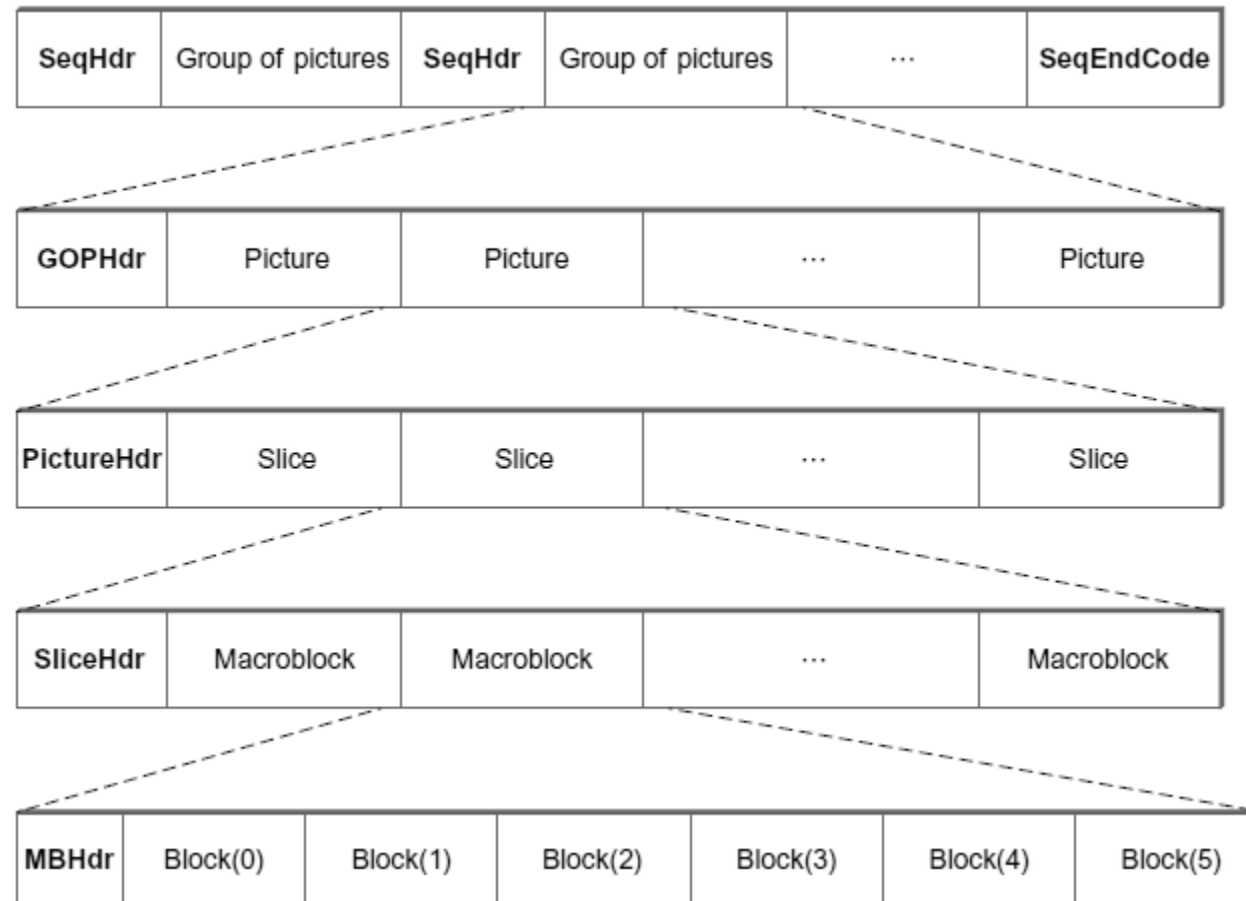 SeqHdr Group of pictures SeqHdr Group of pictures ··· SeqEndCode
GOPHdr Picture Picture ··· Picture
PictureHdr Slice Slice ··· Slice
SliceHdr Macroblock Macroblock ··· Macroblock
MBHdr Block(0) Block(1) Block(2) Block(3) Block(4) Block(5)